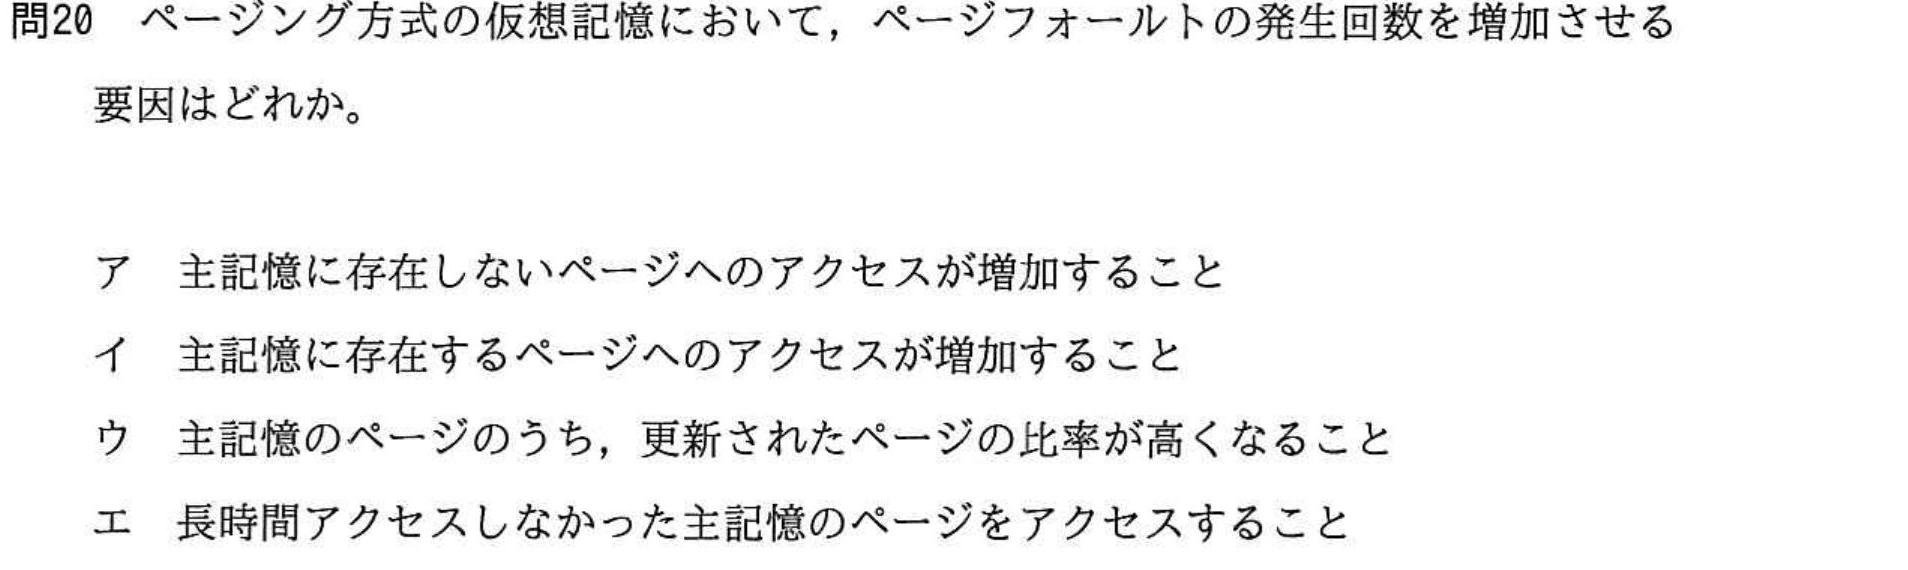 問20　ページング方式の仮想記憶において，ページフォールトの発生回数を増加させる
要因はどれか。
ア　主記憶に存在しないページへのアクセスが増加すること
イ　主記憶に存在するページへのアクセスが増加すること
ウ　主記憶のページのうち，更新されたページの比率が高くなること
エ　長時間アクセスしなかった主記憶のページをアクセスすること